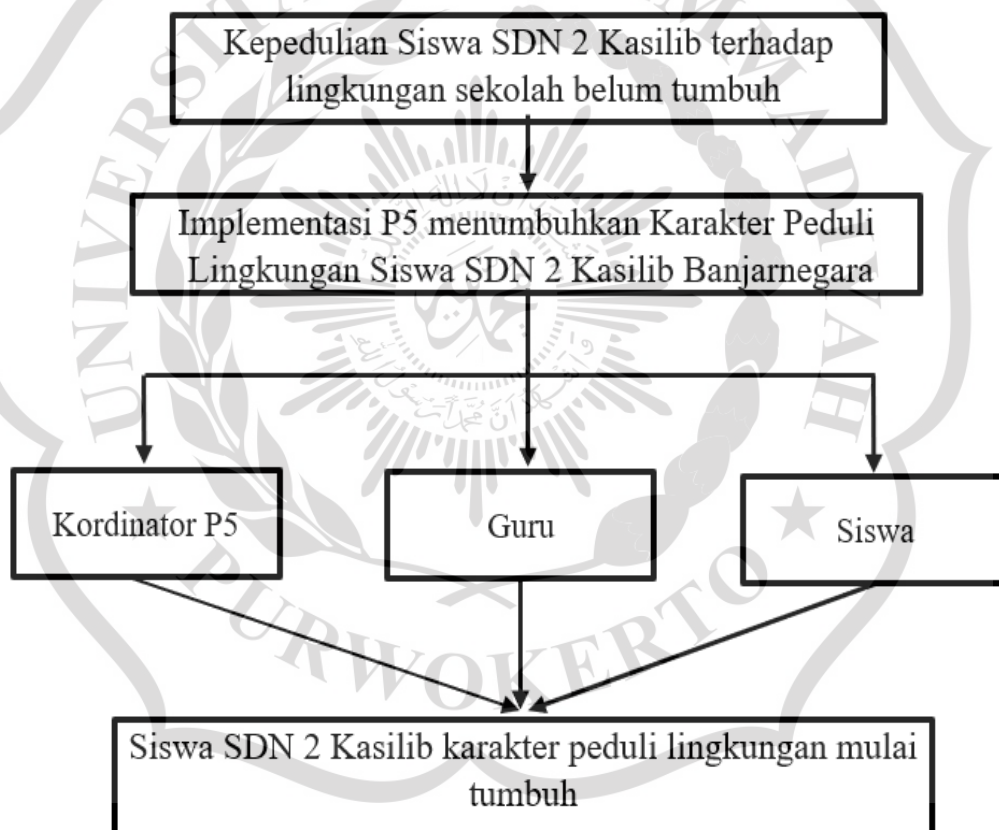 Kepedulian Siswa SDN 2 Kasilib terhadap
lingkungan sekolah belum tumbuh
Implementasi P5 menumbuhkan Karakter Peduli
Lingkungan Siswa SDN 2 Kasilib Banjarnegara
Kordinator P5
Guru
Siswa
Siswa SDN 2 Kasilib karakter peduli lingkungan mulai
tumbuh
PURWOKERTO